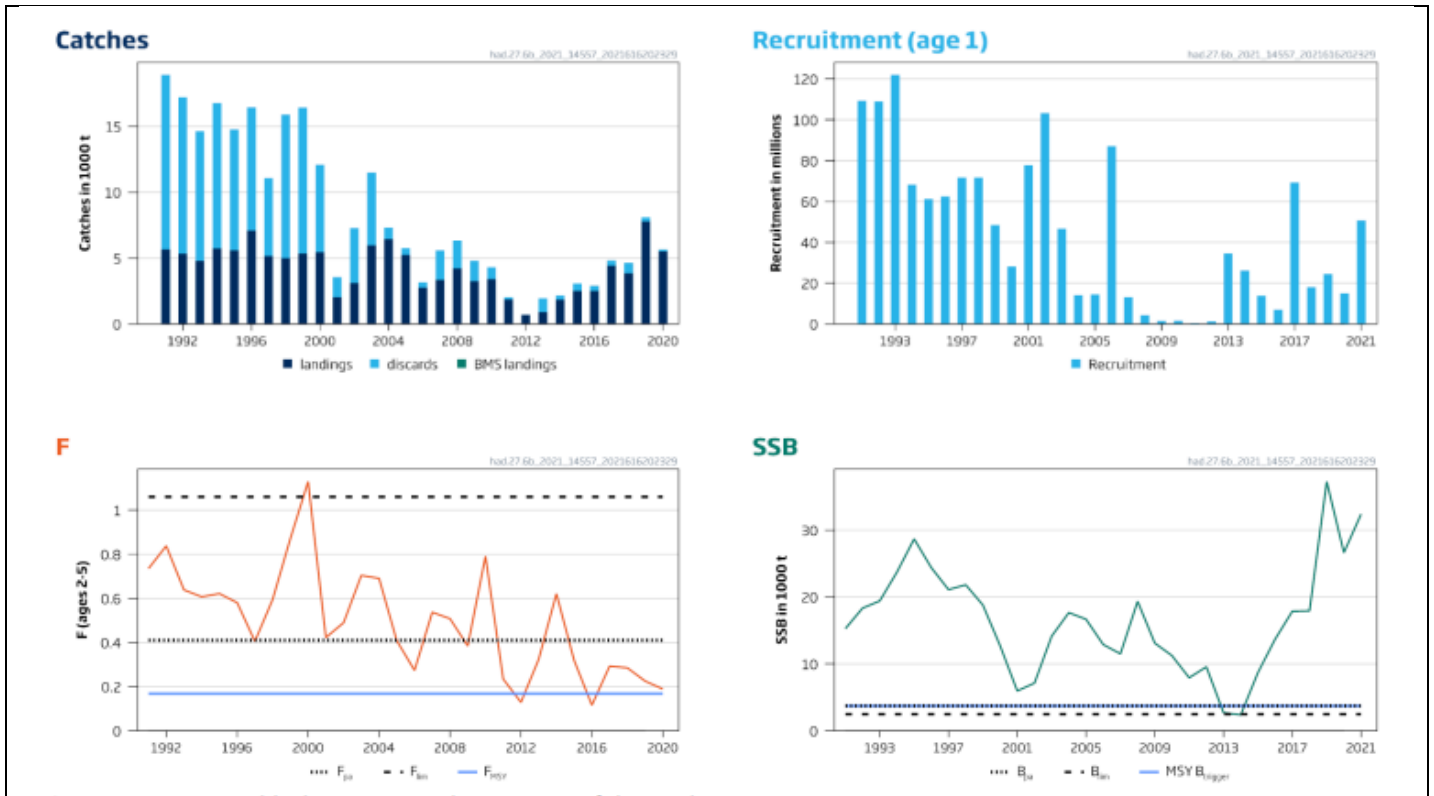 Catches
had.27.6b_2021_14557_2021616202329
Catches in 1000 t
15
10
5
0
1992 1996 2000 2004 2008 2012 2016 2020
landings discards BMS landings
Recruitment (age 1)
had.27.6b_2021_14557_2021616202329
Recruitment in millions
120
100
80
60
40
20
0
1993 1997 2001 2005 2009 2013 2017 2021
Recruitment
F
had.27.6b_2021_14557_2021616202329
F (ages 2-5)
1
0.8
0.6
0.4
0.2
0
1992 1996 2000 2004 2008 2012 2016 2020
Fpa Flim FMSY
SSB
had.27.6b_2021_14557_2021616202329
SSB in 1000 t
30
20
10
0
1993 1997 2001 2005 2009 2013 2017 2021
Bpa Blim MSY Btrigger